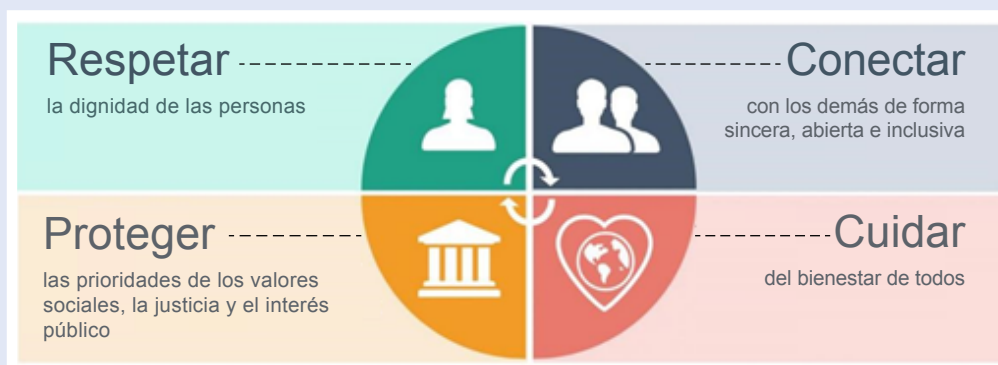 Respetar
la dignidad de las personas
Conectar
con los demás de forma
sincera, abierta e inclusiva
Proteger
las prioridades de los valores
sociales, la justicia y el interés
público
Cuidar
del bienestar de todos